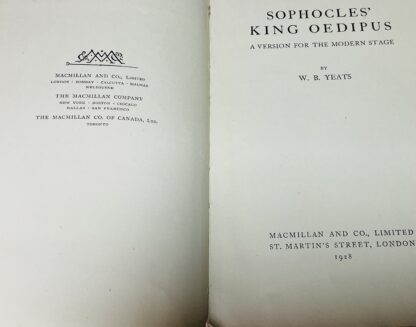 MACMILLAN AND CO., LIMITED
LONDON · BOMBAY · CALCUTTA · MADRAS
MELBOURNE
THE MACMILLAN COMPANY
NEW YORK · BOSTON · CHICAGO
DALLAS · SAN FRANCISCO
THE MACMILLAN CO. OF CANADA, LTD.
TORONTO
SOPHOCLES'
KING OEDIPUS
A VERSION FOR THE MODERN STAGE
BY
W. B. YEATS
MACMILLAN AND CO., LIMITED
ST. MARTIN'S STREET, LONDON
1928